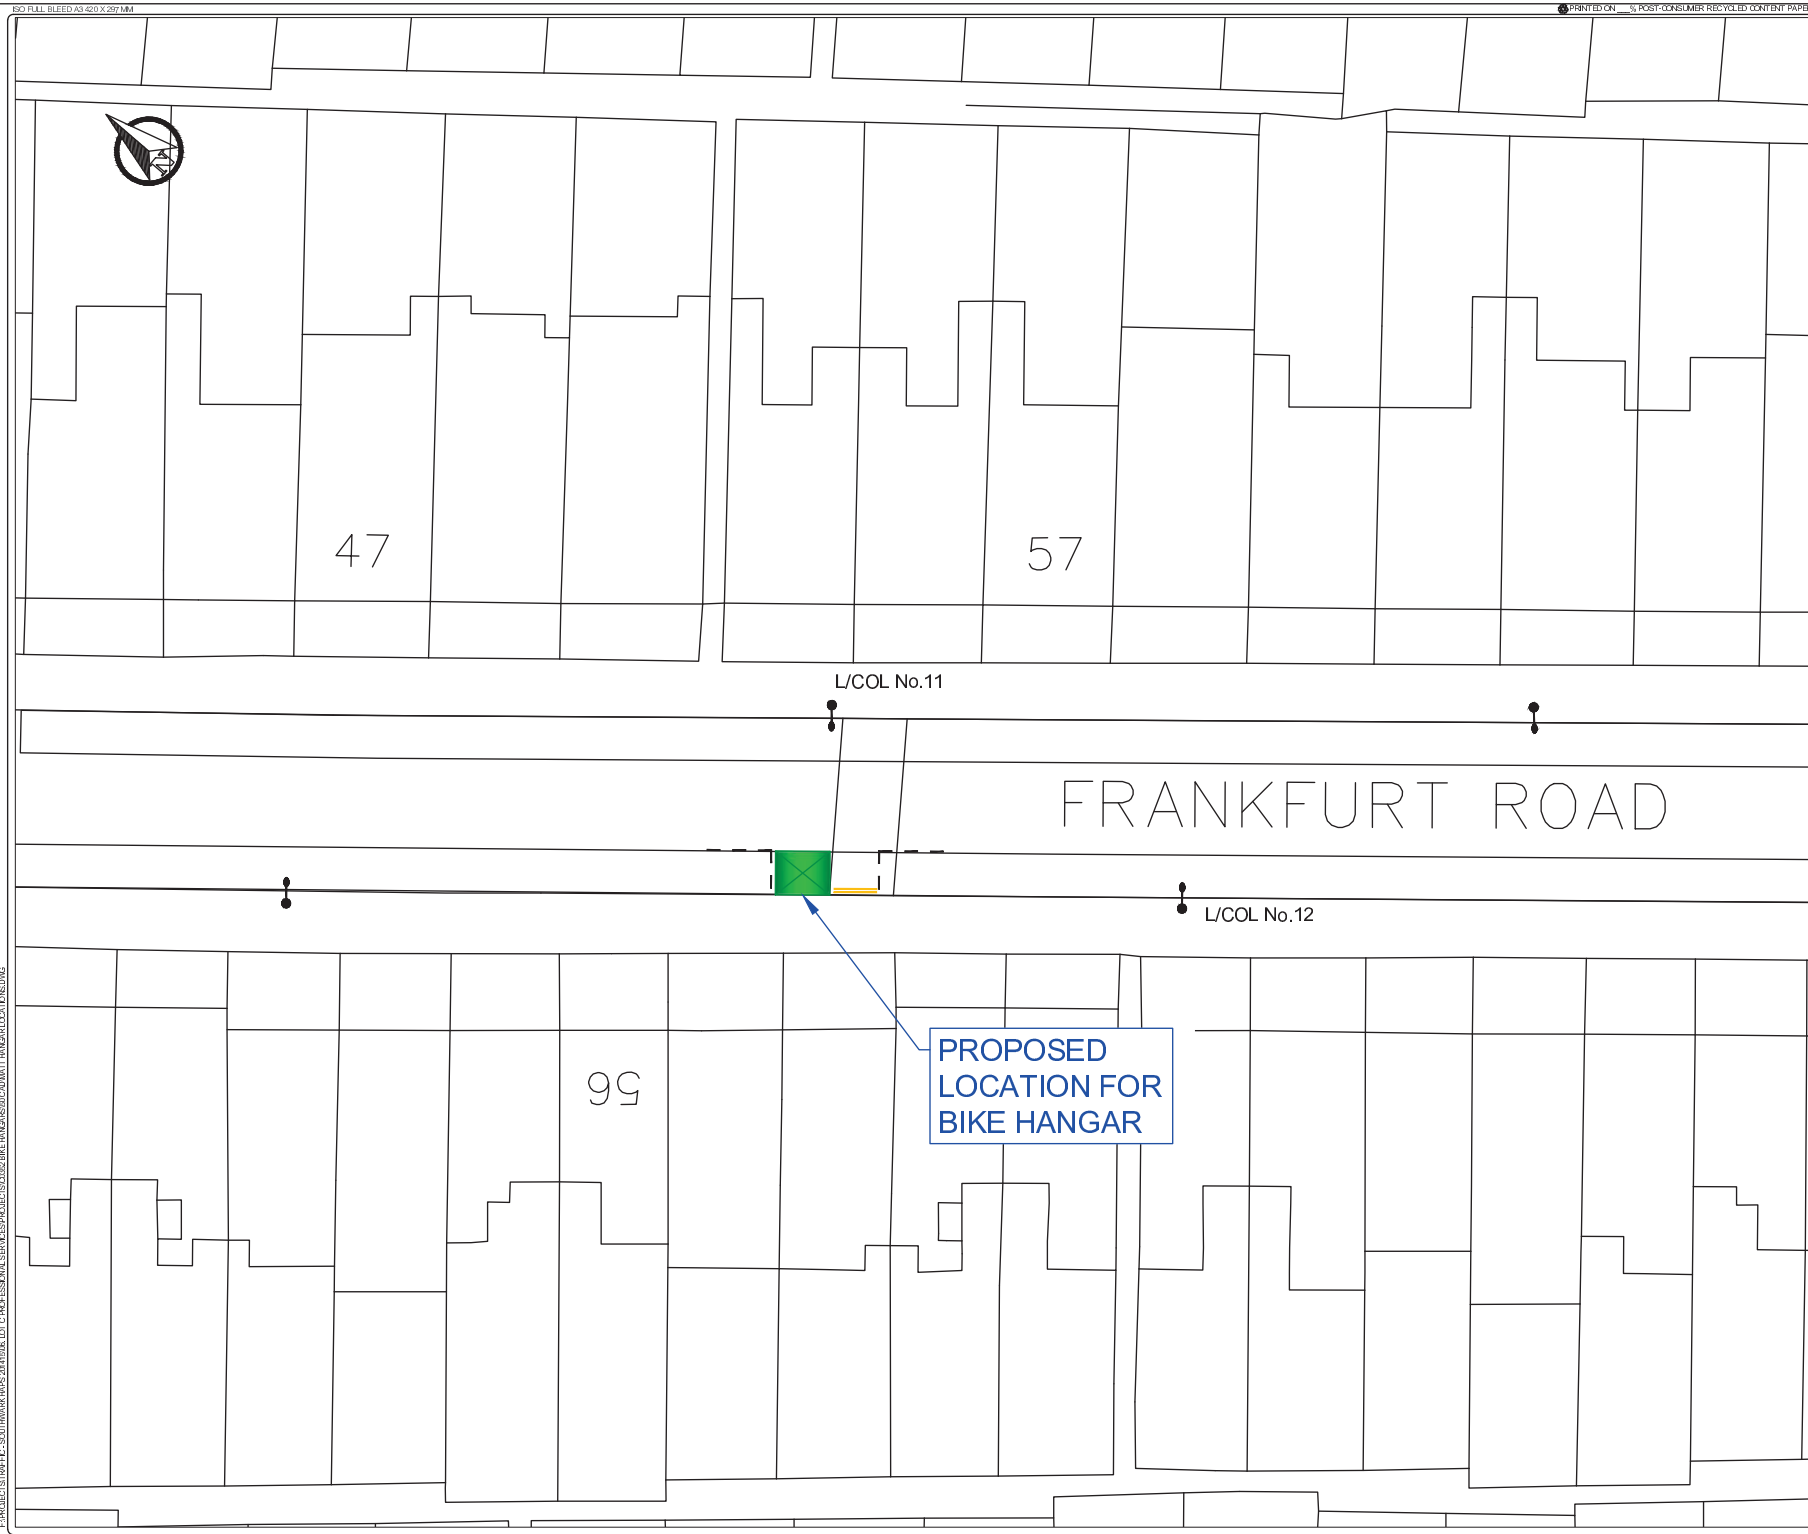 ISO FULL BLEED A3 420 X 297 MM
PRINTED ON ___% POST-CONSUMER RECYCLED CONTENT PAPER
N
47
57
L/COL No.11
FRANKFURT ROAD
L/COL No.12
PROPOSED
LOCATION FOR
BIKE HANGAR
56